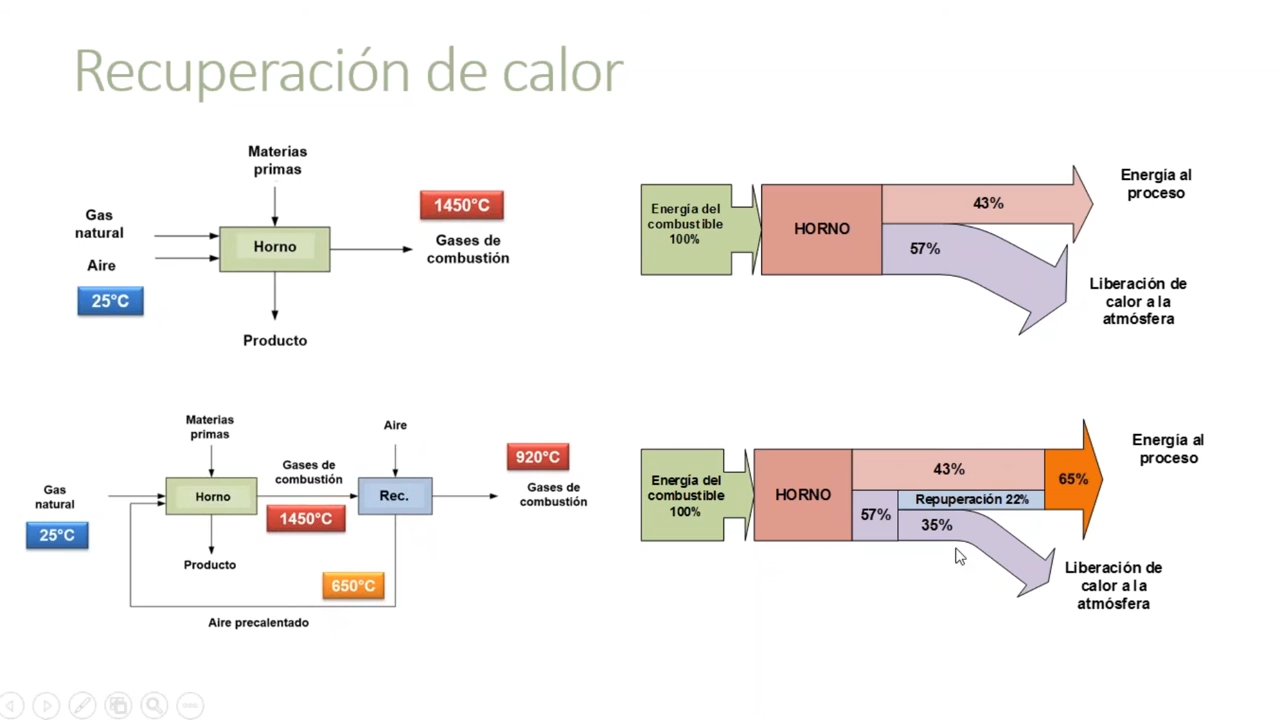 Recuperación de calor
Materias
primas
Gas
natural
Aire
25°C
Horno
1450°C
Gases de
combustión
Producto
Energía del
combustible
100%
HORNO
43%
57%
Energía al
proceso
Liberación de
calor a la
atmósfera
Materias
primas
Gas
natural
25°C
Horno
Gases de
combustión
1450°C
Aire
Rec.
920°C
Gases de
combustión
Producto
650°C
Aire precalentado
Energía del
combustible
100%
HORNO
43%
57%
Repuperación 22%
35%
65%
Energía al
proceso
Liberación de
calor a la
atmósfera